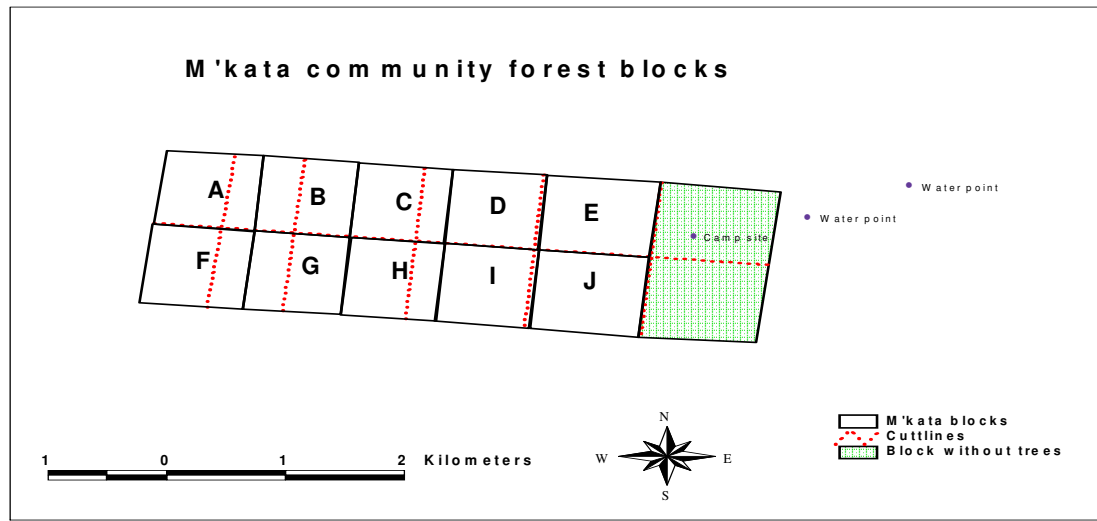 M'kata community forest blocks
A B C D E
F G H I J
Water point
Water point
Camp site
1 0 1 2 Kilometers
N
W E
S
M'kata blocks
Cuttlines
Block without trees